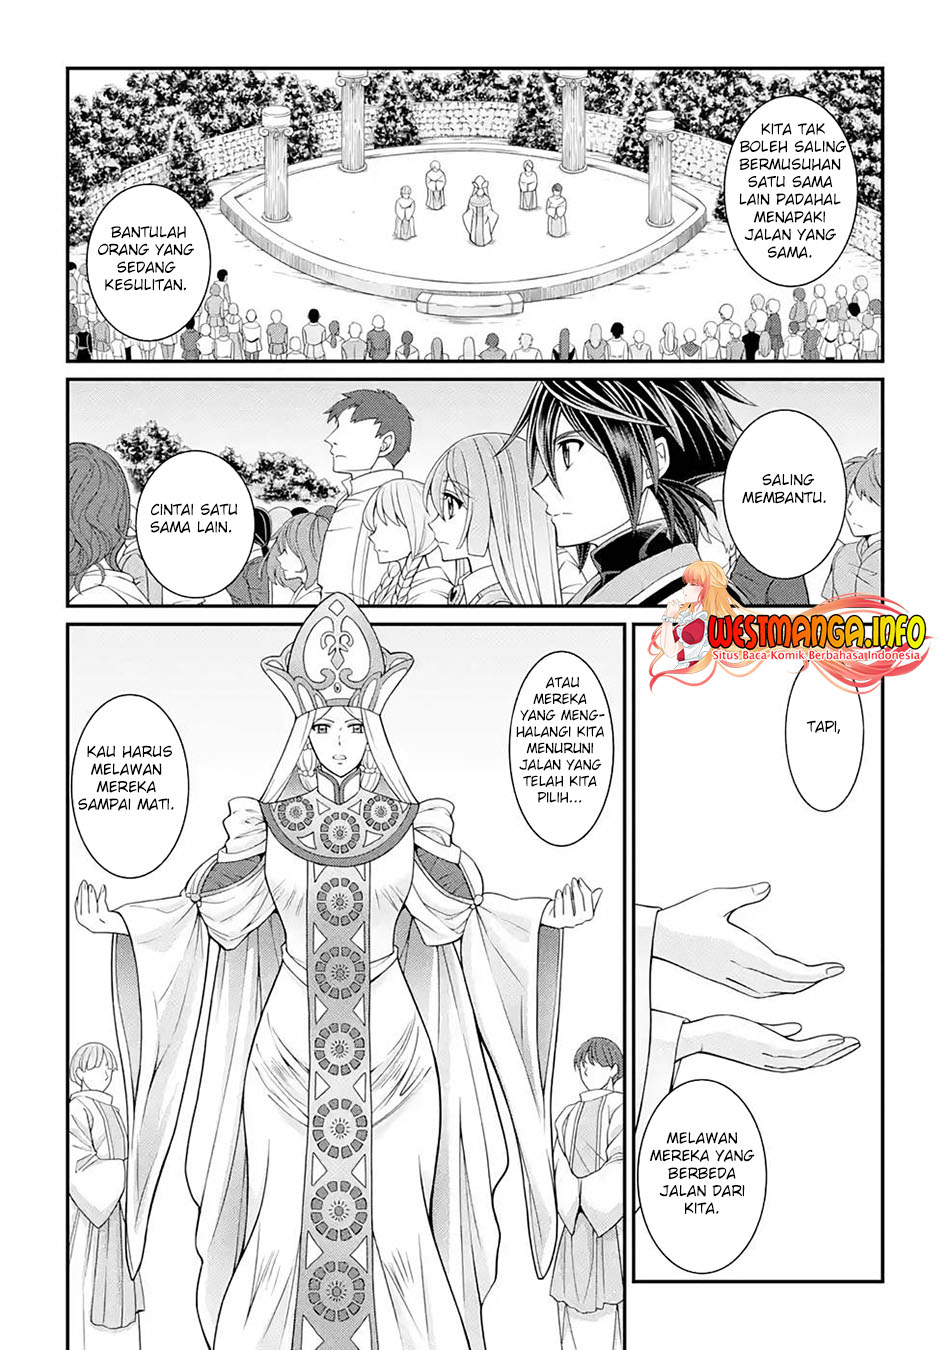 KITA TAK
BOLEH SALING
BERMUSUHAN
SATU SAMA
LAIN PADAHAL
MENAPAKI
JALAN YANG
SAMA.
BANTULAH
ORANG YANG
SEDANG
KESULITAN.
SALING
MEMBANTU.
CINTAI SATU
SAMA LAIN.
WESTMANGA.INFO
Situs Baca Komik Berbahasa Indonesia
TAPI,
MELAWAN
MEREKA YANG
BERBEDA
JALAN DARI
KITA.
ATAU
MEREKA
YANG MENG-
HALANGI KITA
MENURUNI
JALAN YANG
TELAH KITA
PILIH...
KAU HARUS
MELAWAN
MEREKA
SAMPAI MATI.